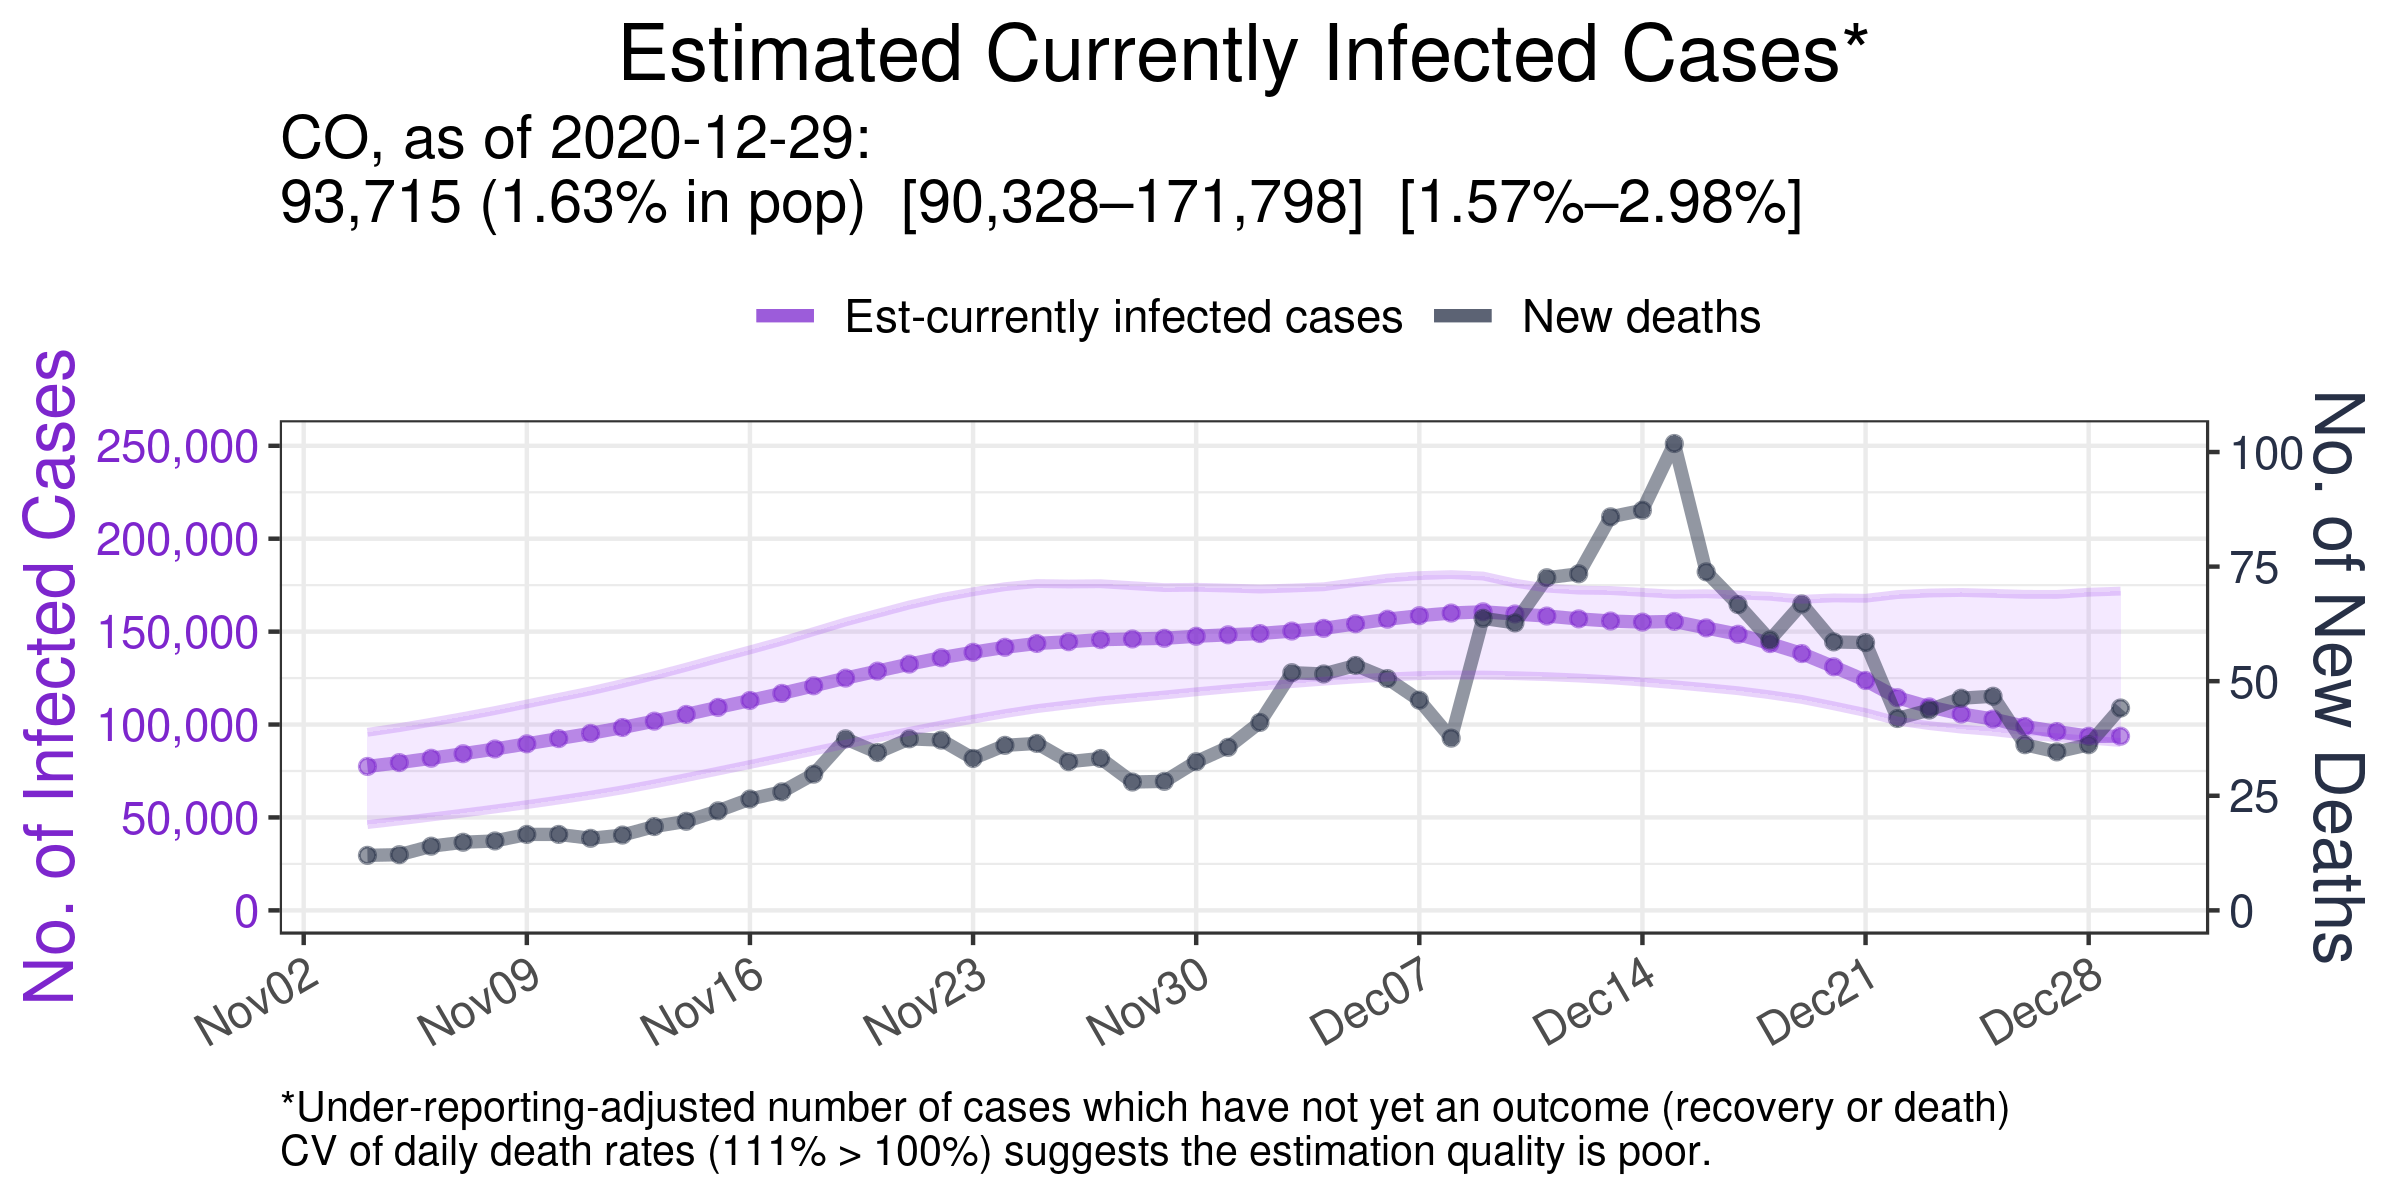 Estimated Currently Infected Cases*
CO, as of 2020-12-29:
93,715 (1.63% in pop)  [90,328–171,798]  [1.57%–2.98%]
Est-currently infected cases
New deaths
No. of Infected Cases
250,000
200,000
150,000
100,000
50,000
0
No. of New Deaths
100
75
50
25
0
Nov02
Nov09
Nov16
Nov23
Nov30
Dec07
Dec14
Dec21
Dec28
*Under-reporting-adjusted number of cases which have not yet an outcome (recovery or death)
CV of daily death rates (111% > 100%) suggests the estimation quality is poor.